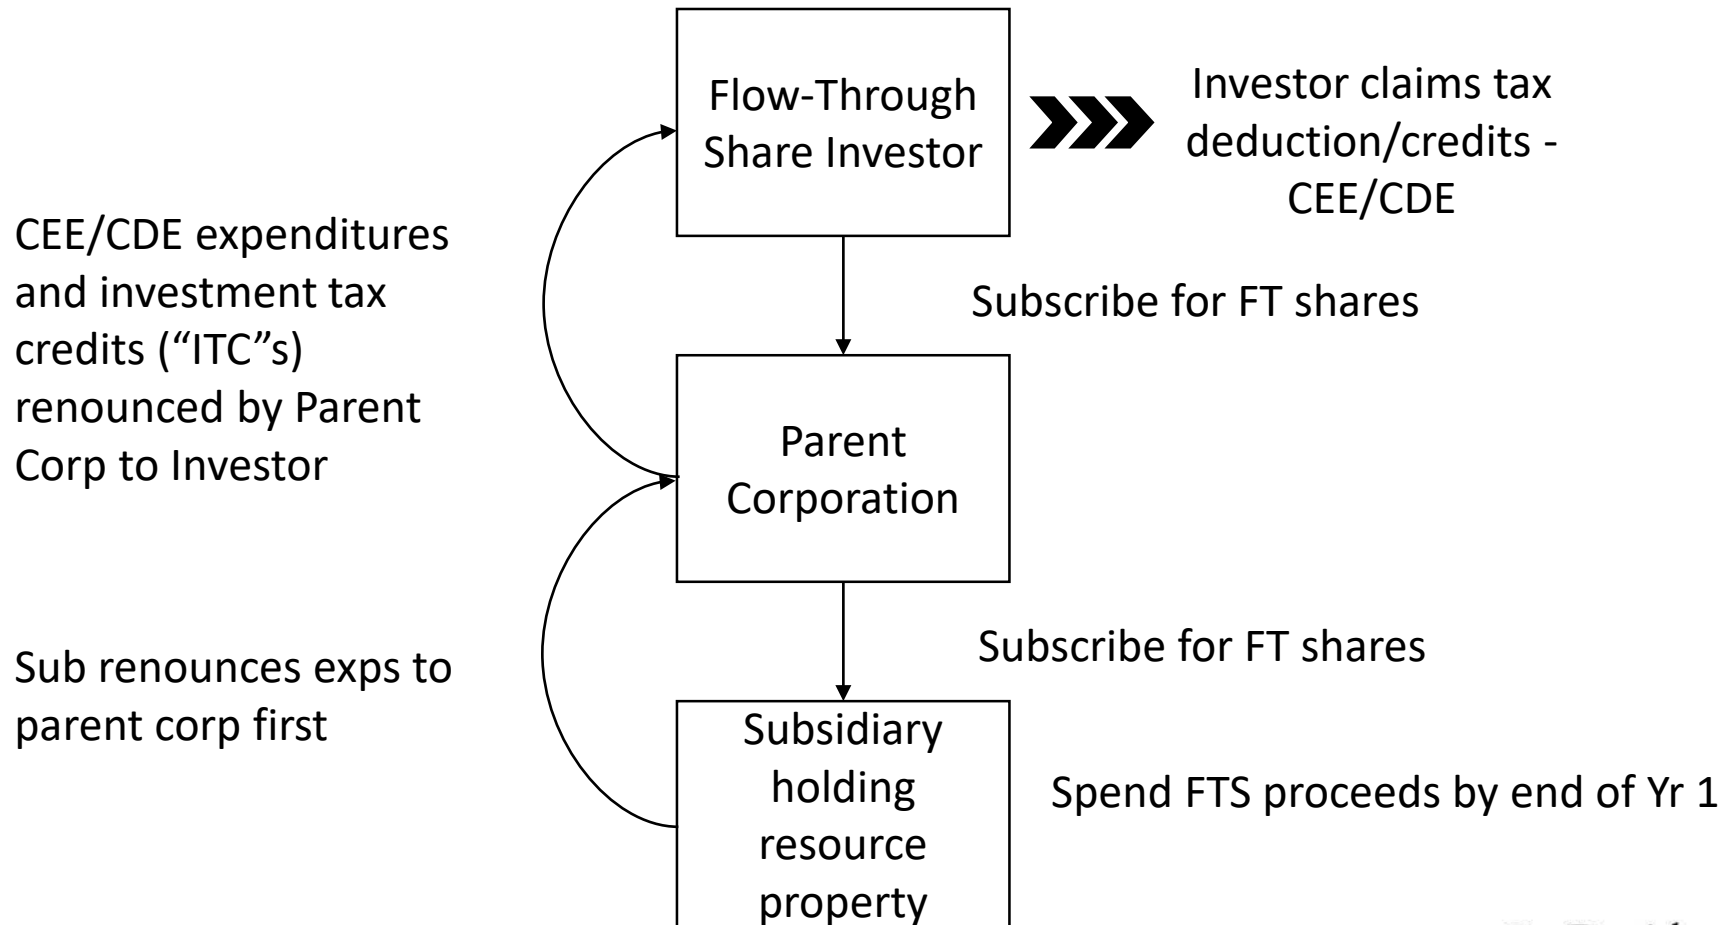 Flow-Through
Share Investor
Investor claims tax
deduction/credits -
CEE/CDE
CEE/CDE expenditures
and investment tax
credits (“ITC”s)
renounced by Parent
Corp to Investor
Subscribe for FT shares
Parent
Corporation
Subscribe for FT shares
Sub renounces exps to
parent corp first
Subsidiary
holding
resource
property
Spend FTS proceeds by end of Yr 1